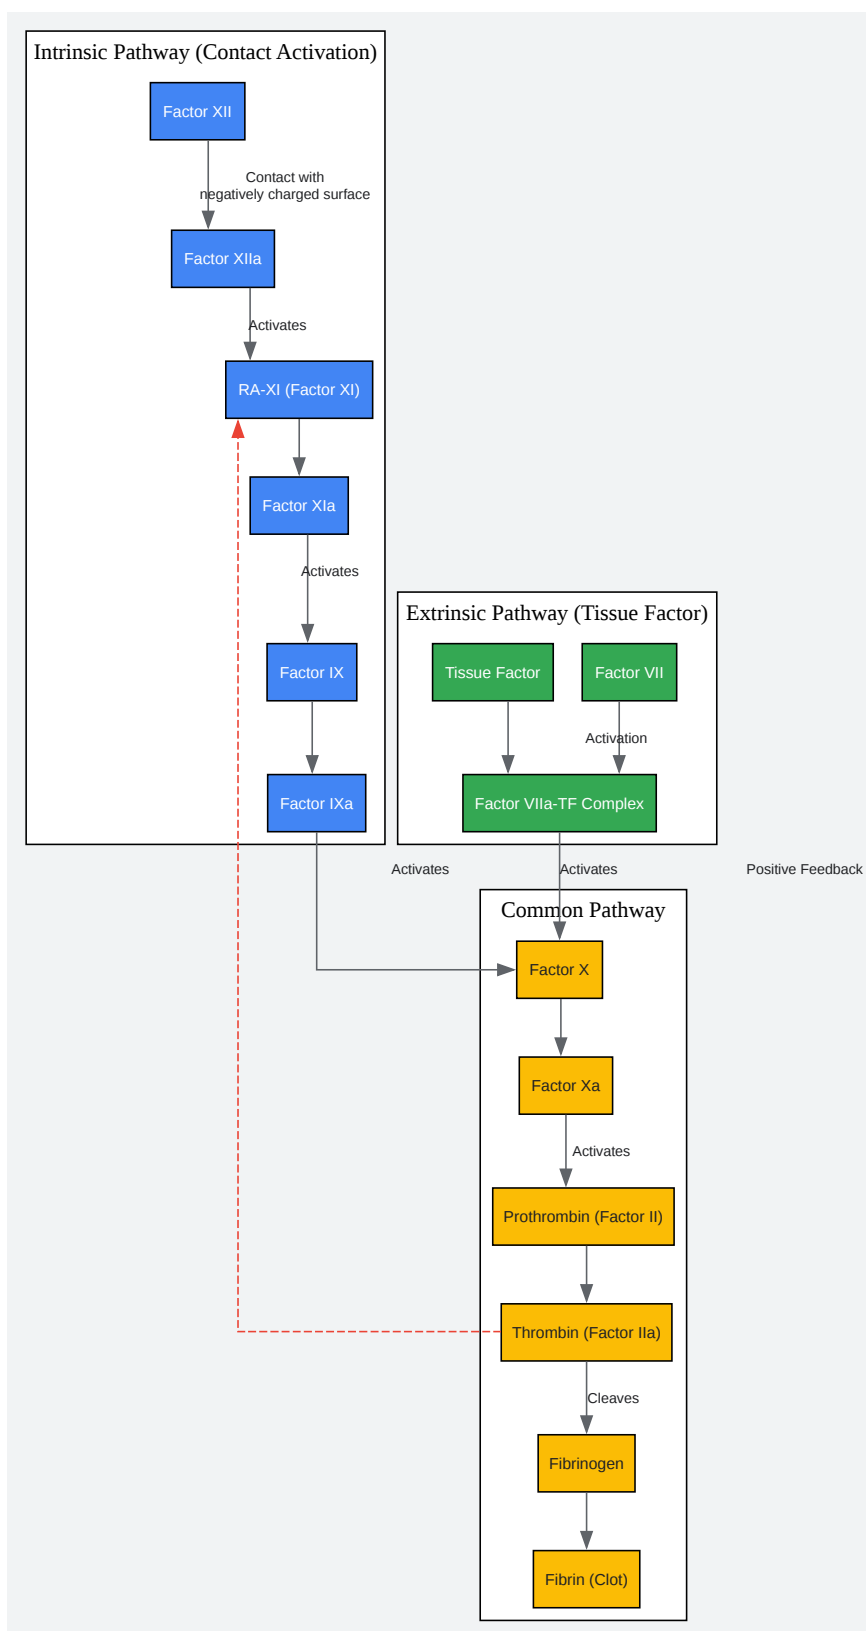 Intrinsic Pathway (Contact Activation)
Factor XII
Contact with
negatively charged surface
Factor XIIa
Activates
RA-XI (Factor XI)
Factor XIa
Activates
Factor IX
Factor IXa
Extrinsic Pathway (Tissue Factor)
Tissue Factor
Factor VII
Activation
Factor VIIa-TF Complex
Activates
Activates
Positive Feedback
Common Pathway
Factor X
Factor Xa
Activates
Prothrombin (Factor II)
Thrombin (Factor IIa)
Cleaves
Fibrinogen
Fibrin (Clot)